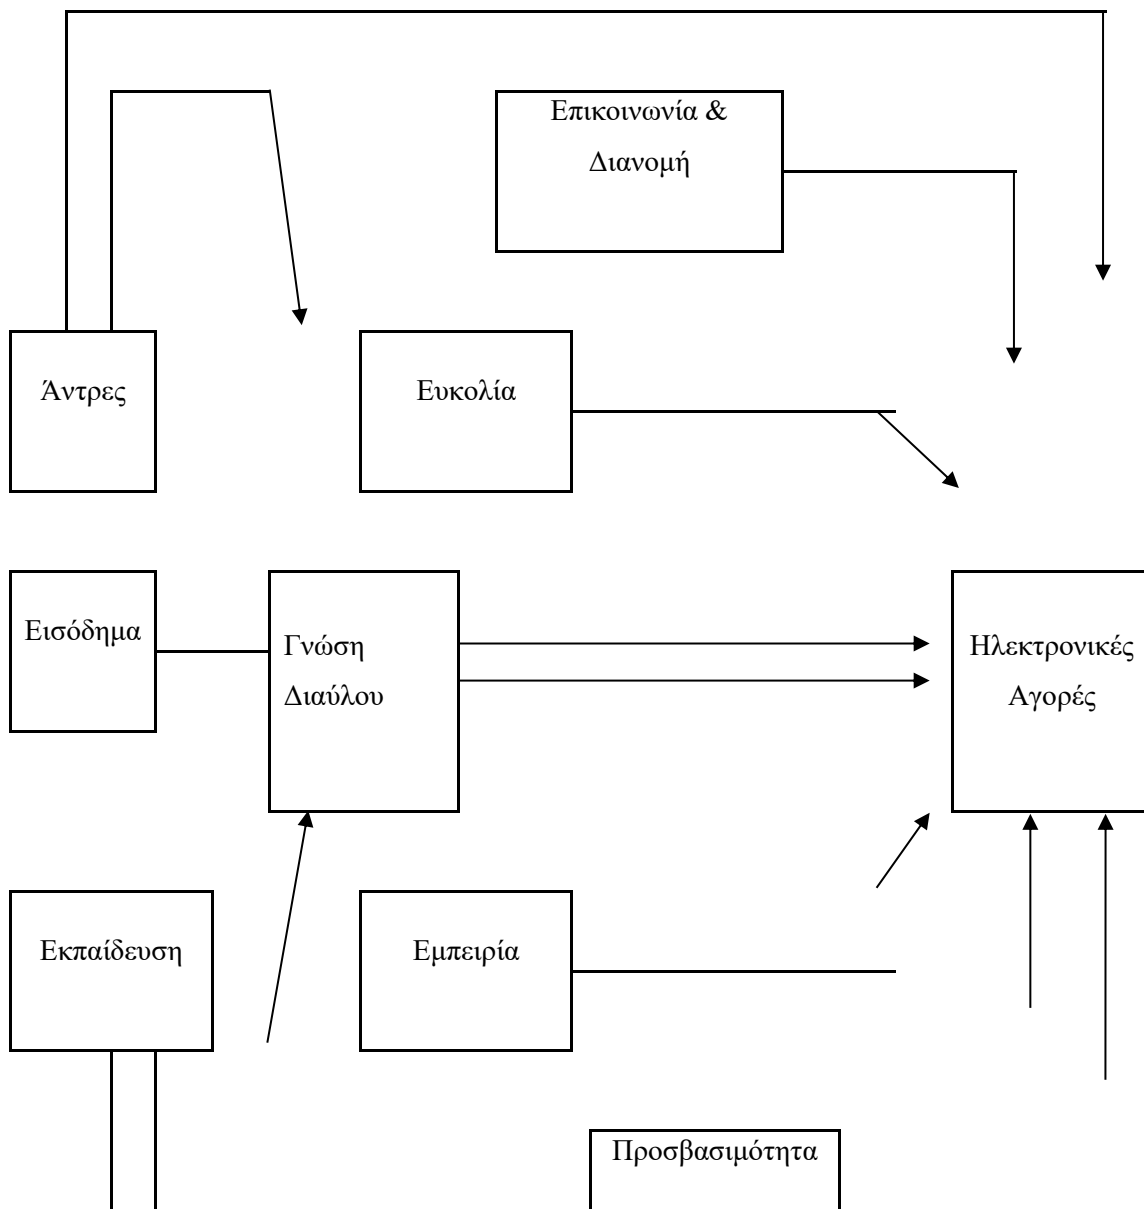 Επικοινωνία &
Διανομή
Άντρες
Ευκολία
Εισόδημα
Γνώση
Διαύλου
Ηλεκτρονικές
Αγορές
Εκπαίδευση
Εμπειρία
Προσβασιμότητα